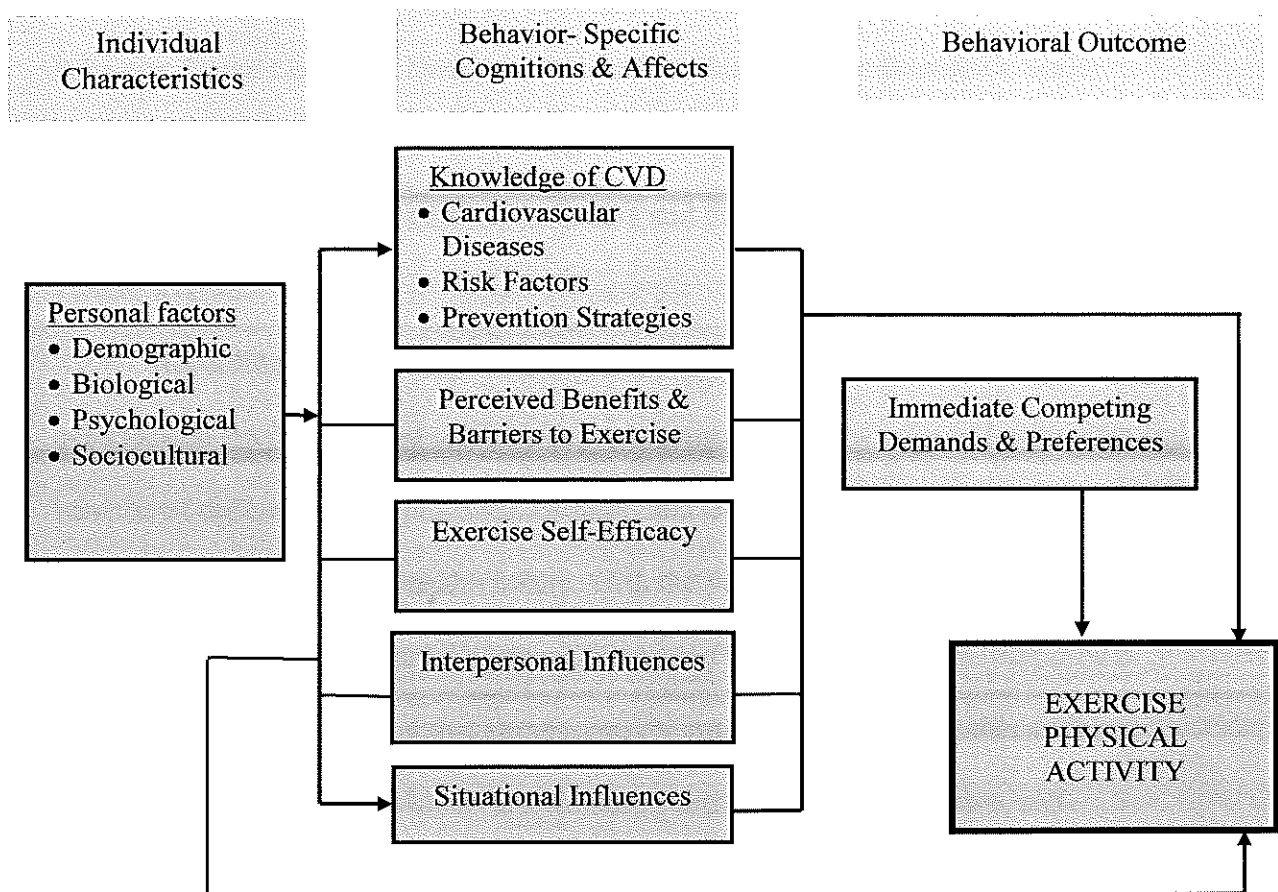 Individual
Characteristics
Behavior- Specific
Cognitions & Affects
Behavioral Outcome
Personal factors
• Demographic
• Biological
• Psychological
• Sociocultural
Knowledge of CVD
• Cardiovascular
Diseases
• Risk Factors
• Prevention Strategies
Perceived Benefits &
Barriers to Exercise
Exercise Self-Efficacy
Interpersonal Influences
Situational Influences
Immediate Competing
Demands & Preferences
EXERCISE
PHYSICAL
ACTIVITY